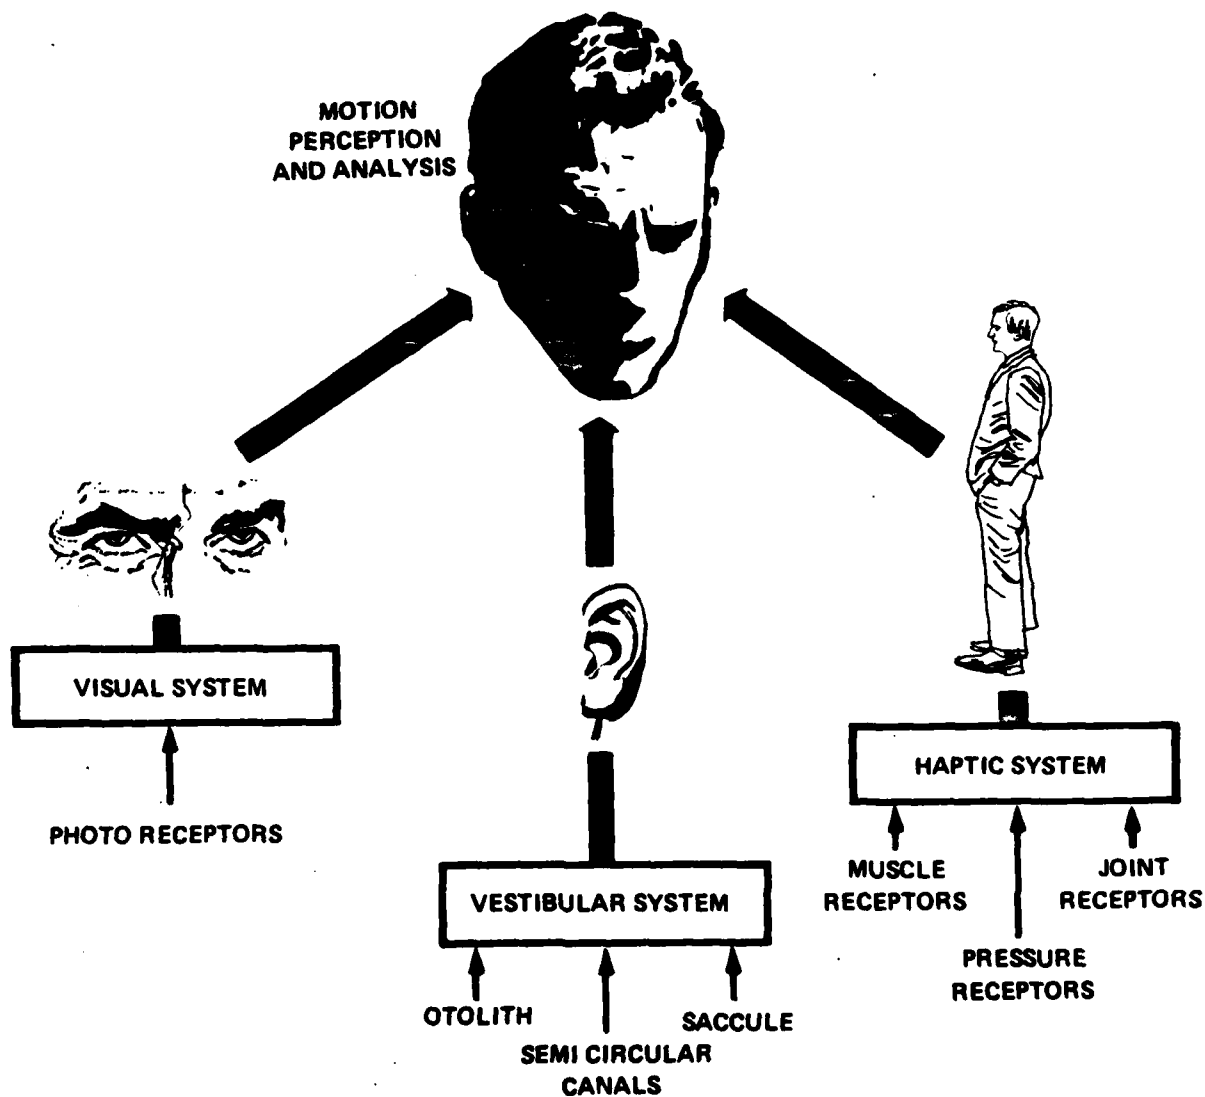 MOTION
PERCEPTION
AND ANALYSIS
VISUAL SYSTEM
PHOTO RECEPTORS
VESTIBULAR SYSTEM
OTOLITH
SEMI CIRCULAR
CANALS
SACCULE
HAPTIC SYSTEM
MUSCLE
RECEPTORS
PRESSURE
RECEPTORS
JOINT
RECEPTORS